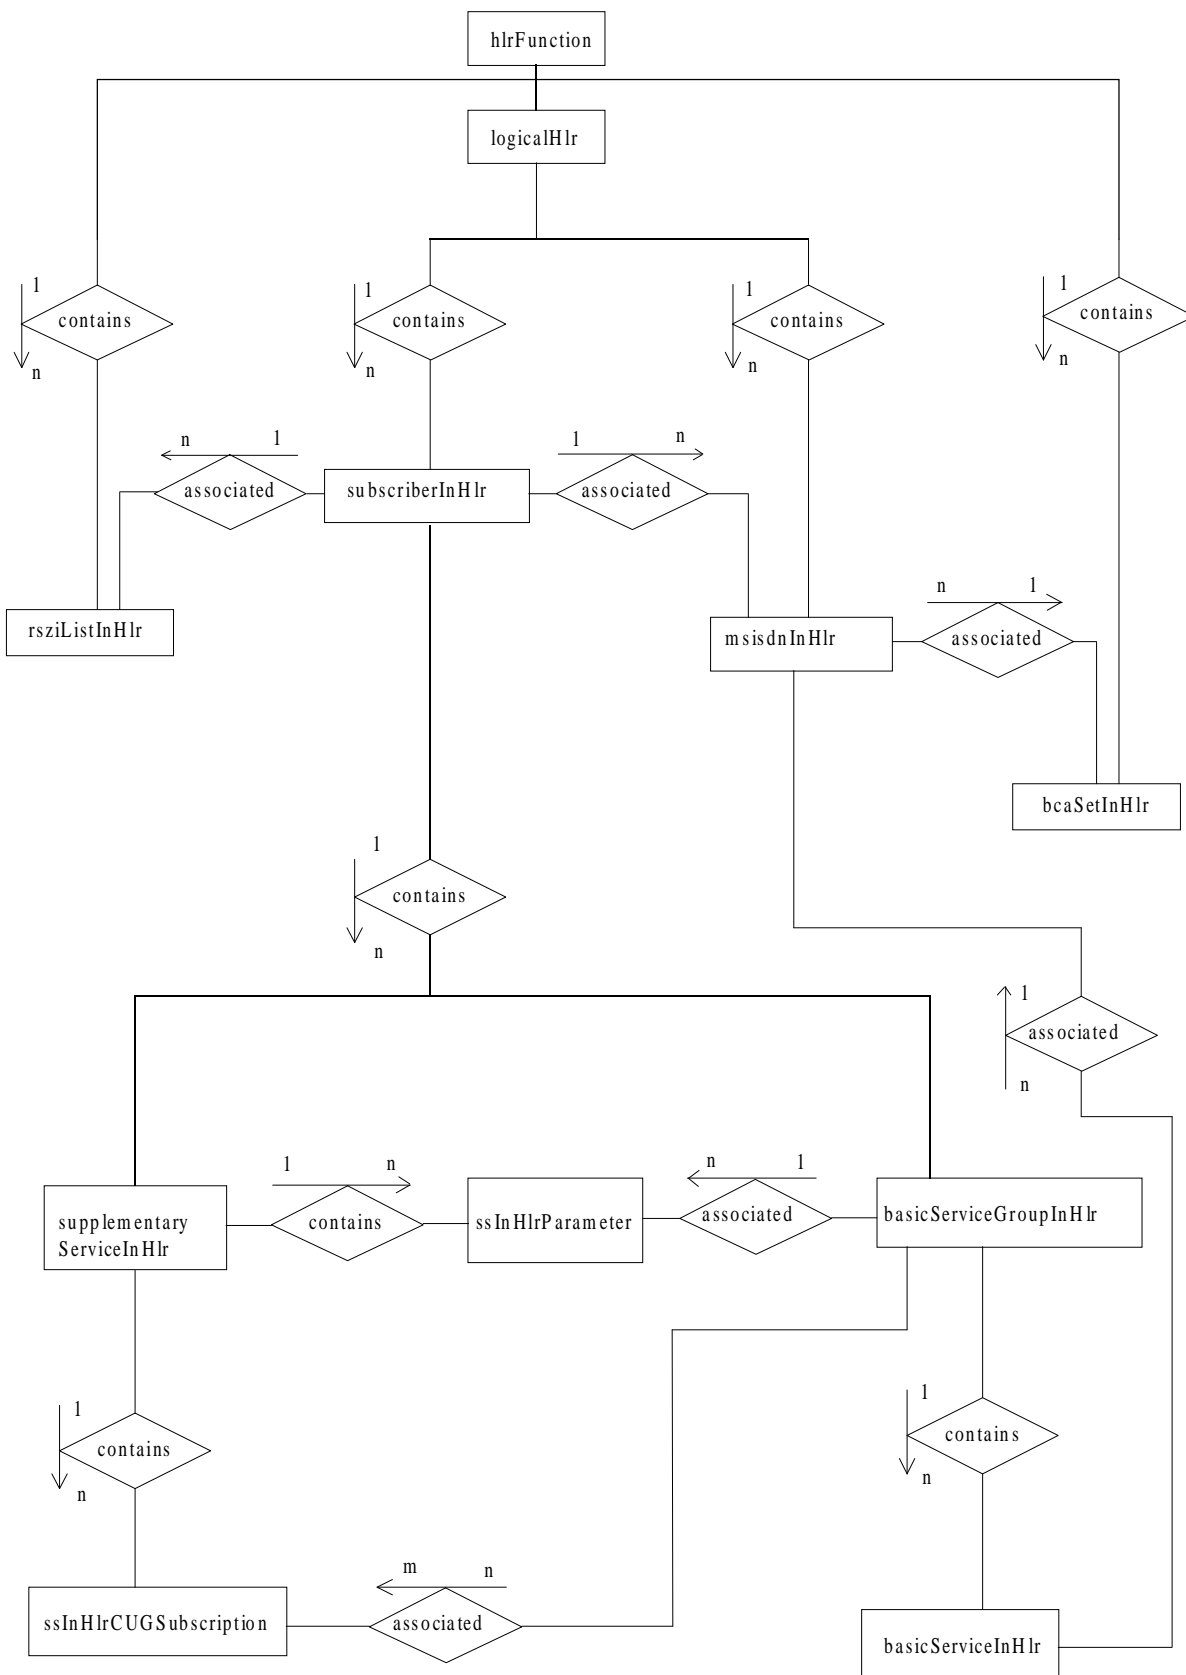 hlrFunction
logicalHlr
1
contains
n
1
contains
n
1
contains
n
1
contains
n
n 1
associated
subscriberInHlr
1 n
associated
rsziListInHlr
msisdnInHlr
n 1
associated
bcaSetInHlr
1
contains
n
1
associated
n
supplementary
ServiceInHlr
1 n
contains
ssInHlrParameter
n 1
associated
basicServiceGroupInHlr
1
contains
n
1
contains
n
ssInHlrCUGSubscription
m n
associated
basicServiceInHlr